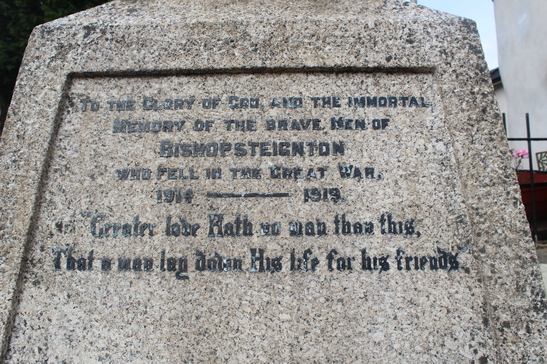 To the Glory of God, and the immortal
Memory of the brave Men of
Bishopsteignton
who fell in the Great War.
1914 — 1919.
"Greater love Hath no man than this,
That a man lay down His life for his friends."